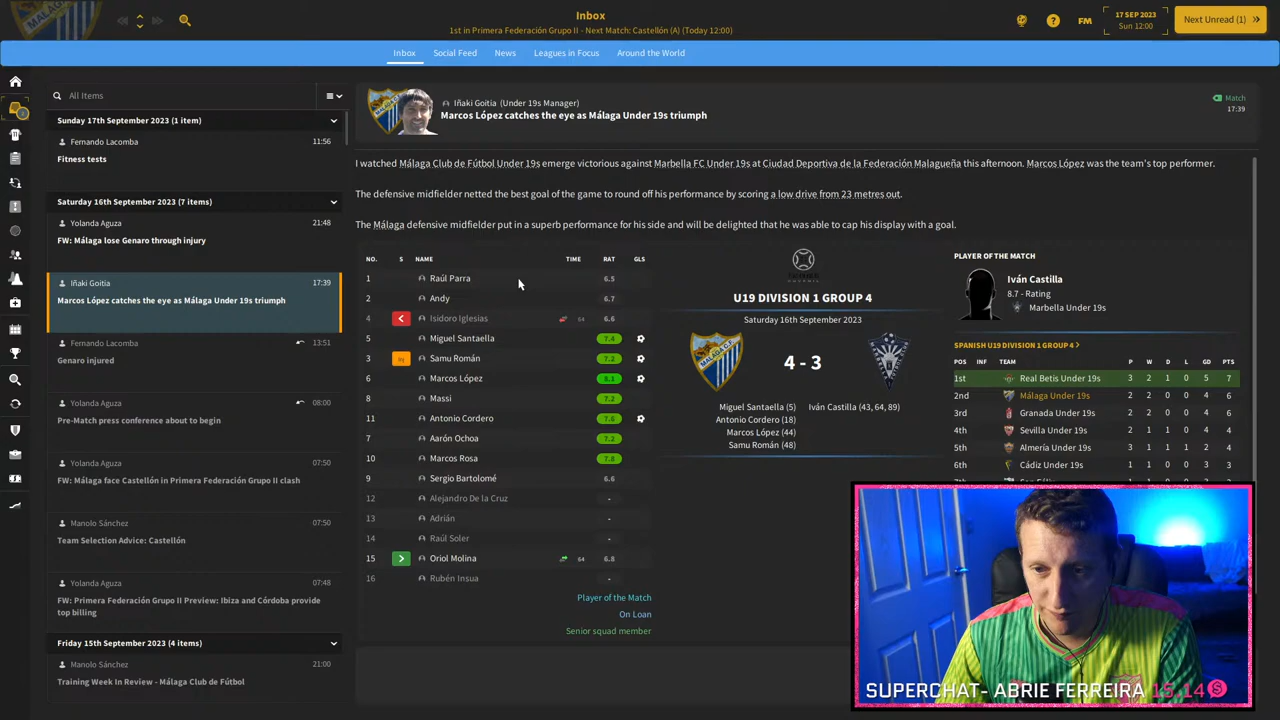 Inbox
1st in Primera Federación Grupo II - Next Match: Castellón (A) (Today 12:00)
FM
17 SEP 2023
Sun 12:00
Next Unread (1)
Inbox
Social Feed
News
Leagues in Focus
Around the World
All Items
Sunday 17th September 2023 (1 item)
Fernando Lacomba 11:56
Fitness tests
Saturday 16th September 2023 (7 items)
Yolanda Aguza 21:48
FW: Málaga lose Genaro through injury
Iñaki Goitia 17:39
Marcos López catches the eye as Málaga Under 19s triumph
Fernando Lacomba 13:51
Genaro injured
Yolanda Aguza 08:00
Pre-Match press conference about to begin
Yolanda Aguza 07:50
FW: Málaga face Castellón in Primera Federación Grupo II clash
Manolo Sánchez 07:50
Team Selection Advice: Castellón
Yolanda Aguza 07:48
FW: Primera Federación Grupo II Preview: Ibiza and Córdoba provide
top billing
Friday 15th September 2023 (4 items)
Manolo Sánchez 21:00
Training Week In Review - Málaga Club de Fútbol
Iñaki Goitia (Under 19s Manager)
Marcos López catches the eye as Málaga Under 19s triumph
Match
17:39
I watched Málaga Club de Fútbol Under 19s emerge victorious against Marbella FC Under 19s at Ciudad Deportiva de la Federación Malagueña this afternoon. Marcos López was the team's top performer.
The defensive midfielder netted the best goal of the game to round off his performance by scoring a low drive from 23 metres out.
The Málaga defensive midfielder put in a superb performance for his side and will be delighted that he was able to cap his display with a goal.
NO. S NAME TIME RAT GLS
1 Raúl Parra 6.5
2 Andy 6.7
4 Isidoro Iglesias 64 6.6
5 Miguel Santaella 7.4
3 Samu Román 7.2
6 Marcos López 8.1
8 Massi 7.2
11 Antonio Cordero 7.6
7 Aarón Ochoa 7.2
10 Marcos Rosa 7.8
9 Sergio Bartolomé 6.6
12 Alejandro De la Cruz -
13 Adrián -
14 Raúl Soler -
15 Oriol Molina 64 6.8
16 Rubén Insua -
Player of the Match
On Loan
Senior squad member
U19 DIVISION 1 GROUP 4
Saturday 16th September 2023
4 - 3
Miguel Santaella (5)
Antonio Cordero (18)
Marcos López (44)
Samu Román (48)
Iván Castilla (43, 64, 89)
PLAYER OF THE MATCH
Iván Castilla
8.7 - Rating
Marbella Under 19s
SPANISH U19 DIVISION 1 GROUP 4
POS INF TEAM P W D L GD PTS
1st Real Betis Under 19s 3 2 1 0 5 7
2nd Málaga Under 19s 2 2 0 0 4 6
3rd Granada Under 19s 2 2 0 0 4 6
4th Sevilla Under 19s 2 1 1 0 4 4
5th Almería Under 19s 3 1 1 1 2 4
6th Cádiz Under 19s 1 1 0 0 3 3
SUPERCHAT- ABRIE FERREIRA 15.14